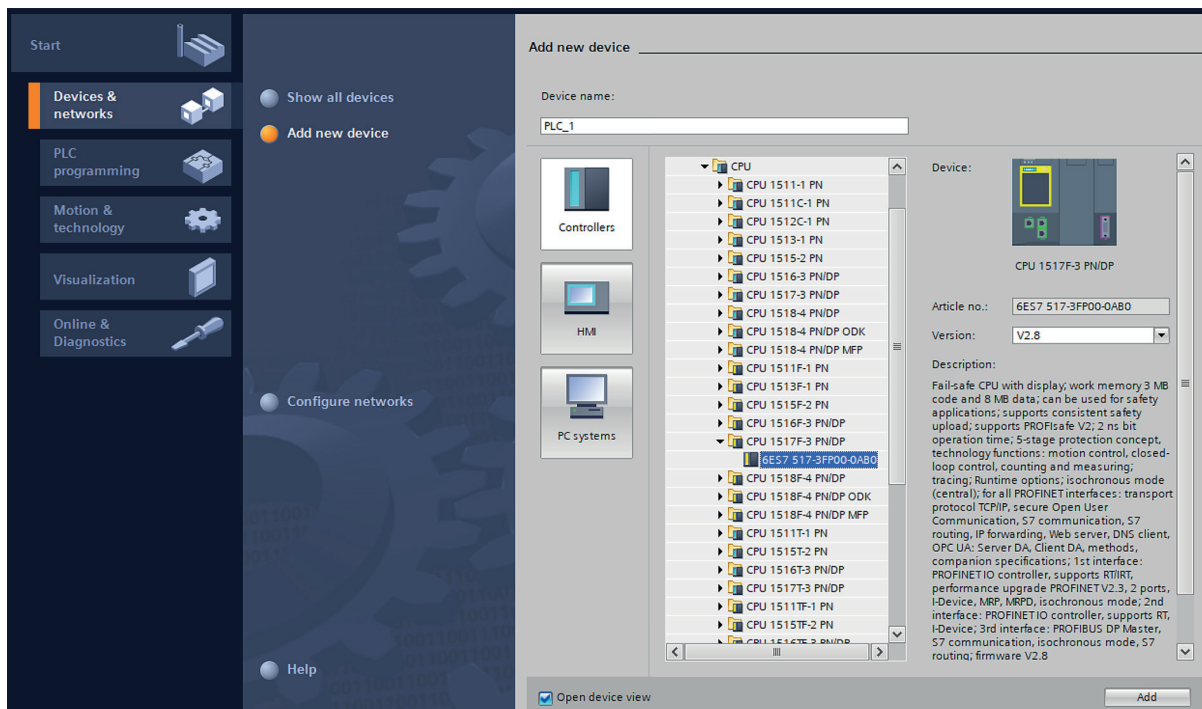 Start
Devices &
networks
PLC
programming
Motion &
technology
Visualization
Online &
Diagnostics
Show all devices
Add new device
Configure networks
Help
Add new device
Device name:
PLC_1
Controllers
HMI
PC systems
CPU
CPU 1511-1 PN
CPU 1511C-1 PN
CPU 1512C-1 PN
CPU 1513-1 PN
CPU 1515-2 PN
CPU 1516-3 PN/DP
CPU 1517-3 PN/DP
CPU 1518-4 PN/DP
CPU 1518-4 PN/DP ODK
CPU 1518-4 PN/DP MFP
CPU 1511F-1 PN
CPU 1513F-1 PN
CPU 1515F-2 PN
CPU 1516F-3 PN/DP
CPU 1517F-3 PN/DP
6ES7 517-3FP00-0AB0
CPU 1518F-4 PN/DP
CPU 1518F-4 PN/DP ODK
CPU 1518F-4 PN/DP MFP
CPU 1511T-1 PN
CPU 1515T-2 PN
CPU 1516T-3 PN/DP
CPU 1517T-3 PN/DP
CPU 1511TF-1 PN
CPU 1515TF-2 PN
CPU 1516TF-3 PN/DP
Device:
CPU 1517F-3 PN/DP
Article no.:
6ES7 517-3FP00-0AB0
Version:
V2.8
Description:
Fail-safe CPU with display; work memory 3 MB
code and 8 MB data; can be used for safety
applications; supports consistent safety
upload; supports PROFIsafe V2; 2 ns bit
operation time; 5-stage protection concept,
technology functions: motion control, closed-
loop control, counting and measuring;
tracing; Runtime options; isochronous mode
(central); for all PROFINET interfaces: transport
protocol TCP/IP, secure Open User
Communication, S7 communication, S7
routing, IP forwarding, Web server, DNS client,
OPC UA: Server DA, Client DA, methods,
companion specifications; 1st interface:
PROFINET IO controller, supports RT/IRT,
performance upgrade PROFINET V2.3, 2 ports,
I-Device, MRP, MRPD, isochronous mode; 2nd
interface: PROFINET IO controller, supports RT,
I-Device; 3rd interface: PROFIBUS DP Master,
S7 communication, isochronous mode, S7
routing; firmware V2.8
Open device view
Add